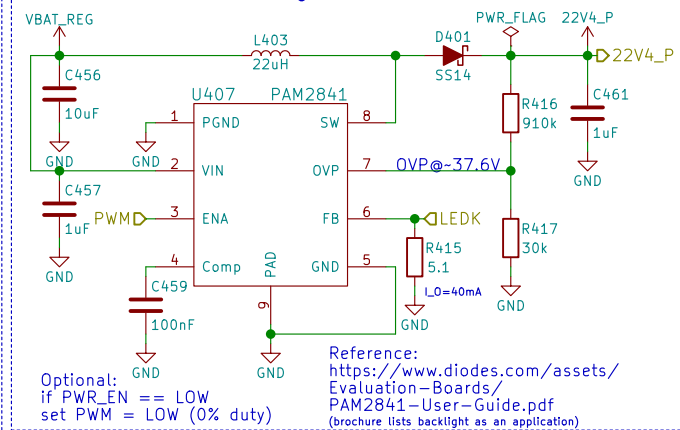 VBAT_REG
PWR_FLAG
22V4_P
L403
22uH
D401
SS14
22V4_P
C456
10uF
GND
U407
PAM2841
R416
910k
C461
1uF
GND
1
PGND
SW
8
GND
2
VIN
OVP
7
OVP@~37.6V
C457
1uF
GND
PWM
3
ENA
FB
6
LEDK
R417
30k
GND
R415
5.1
I_O=40mA
GND
4
Comp
PAD
GND
5
9
C459
100nF
GND
GND
Optional:
if PWR_EN == LOW
set PWM = LOW (0% duty)
Reference:
https://www.diodes.com/assets/
Evaluation-Boards/
PAM2841-User-Guide.pdf
(brochure lists backlight as an application)